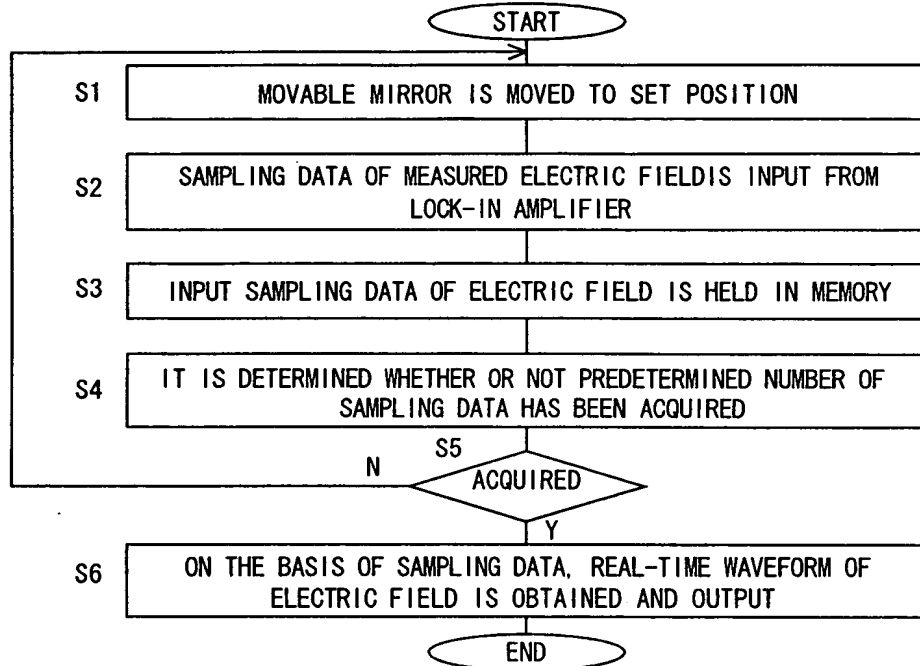 START
S1
MOVABLE MIRROR IS MOVED TO SET POSITION
S2
SAMPLING DATA OF MEASURED ELECTRIC FIELDIS INPUT FROM
LOCK-IN AMPLIFIER
S3
INPUT SAMPLING DATA OF ELECTRIC FIELD IS HELD IN MEMORY
S4
IT IS DETERMINED WHETHER OR NOT PREDETERMINED NUMBER OF
SAMPLING DATA HAS BEEN ACQUIRED
S5
N
ACQUIRED
Y
S6
ON THE BASIS OF SAMPLING DATA, REAL-TIME WAVEFORM OF
ELECTRIC FIELD IS OBTAINED AND OUTPUT
END